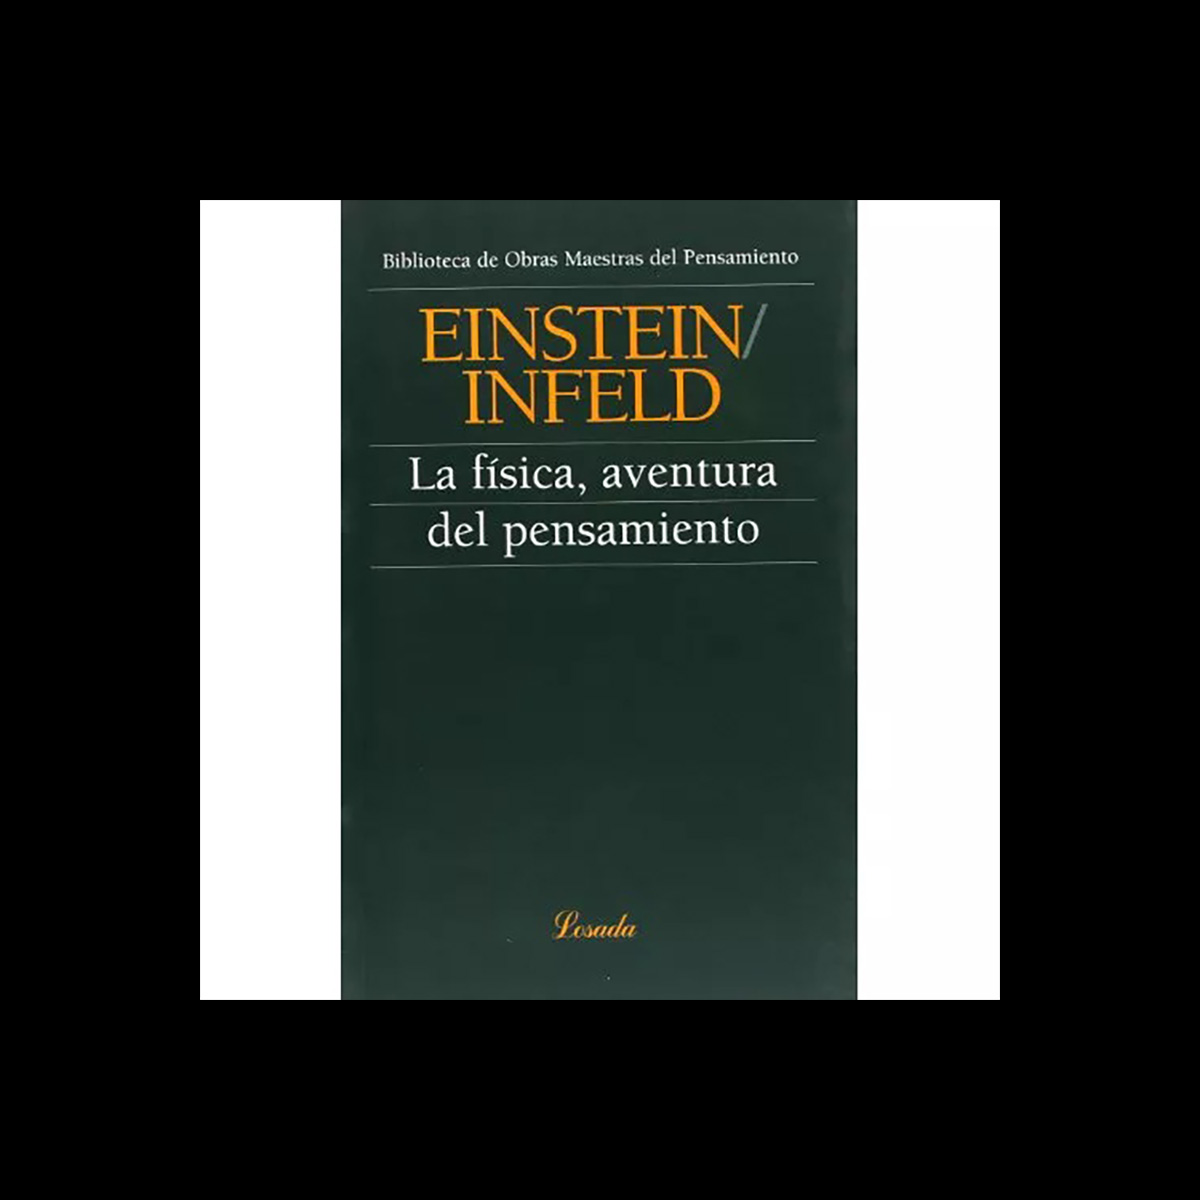 Biblioteca de Obras Maestras del Pensamiento
EINSTEIN/
INFELD
La física, aventura
del pensamiento
Losada